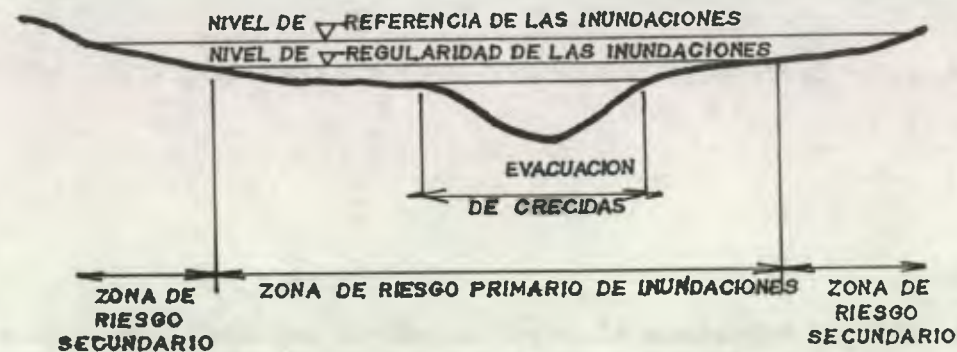 NIVEL DE REFERENCIA DE LAS INUNDACIONES
NIVEL DE REGULARIDAD DE LAS INUNDACIONES
EVACUACION
DE CRECIDAS
ZONA DE
RIESGO
SECUNDARIO
ZONA DE RIESGO PRIMARIO DE INUNDACIONES
ZONA DE
RIESGO
SECUNDARIO